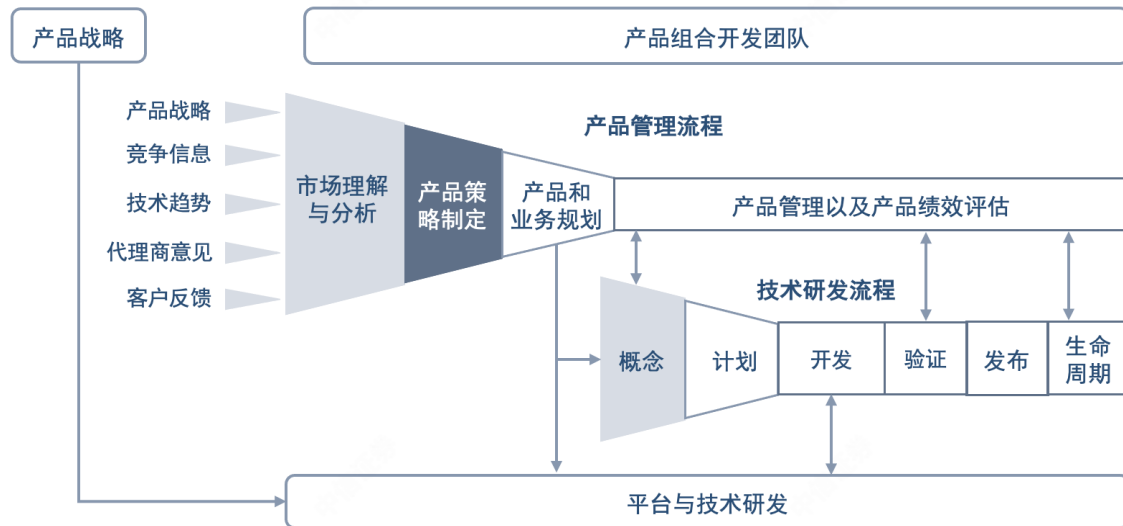 产品战略
产品组合开发团队
产品管理流程
产品战略
竞争信息
技术趋势
代理商意见
客户反馈
市场理解
与分析
产品策
略制定
产品和
业务规划
产品管理以及产品绩效评估
技术研发流程
概念
计划
开发
验证
发布
生命
周期
平台与技术研发